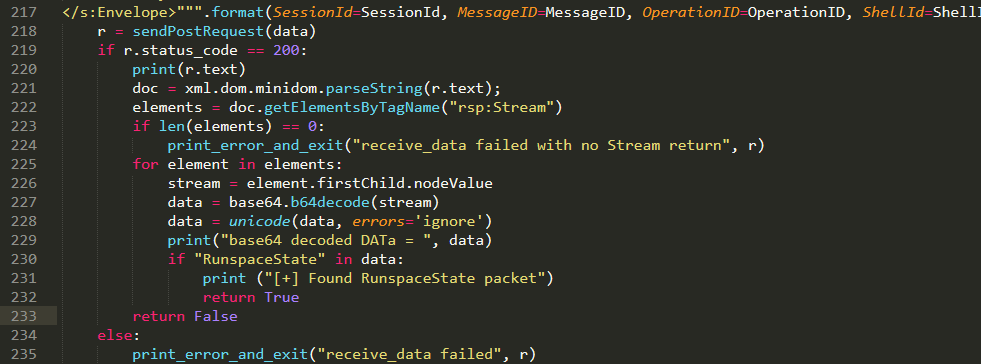 217 </s:Envelope>""".format(SessionId=SessionId, MessageID=MessageID, OperationID=OperationID, ShellId=ShellI
218 r = sendPostRequest(data)
219 if r.status_code == 200:
220 print(r.text)
221 doc = xml.dom.minidom.parseString(r.text);
222 elements = doc.getElementsByTagName("rsp:Stream")
223 if len(elements) == 0:
224 print_error_and_exit("receive_data failed with no Stream return", r)
225 for element in elements:
226 stream = element.firstChild.nodeValue
227 data = base64.b64decode(stream)
228 data = unicode(data, errors='ignore')
229 print("base64 decoded DATa = ", data)
230 if "RunspaceState" in data:
231 print ("[+] Found RunspaceState packet")
232 return True
233 return False
234 else:
235 print_error_and_exit("receive_data failed", r)